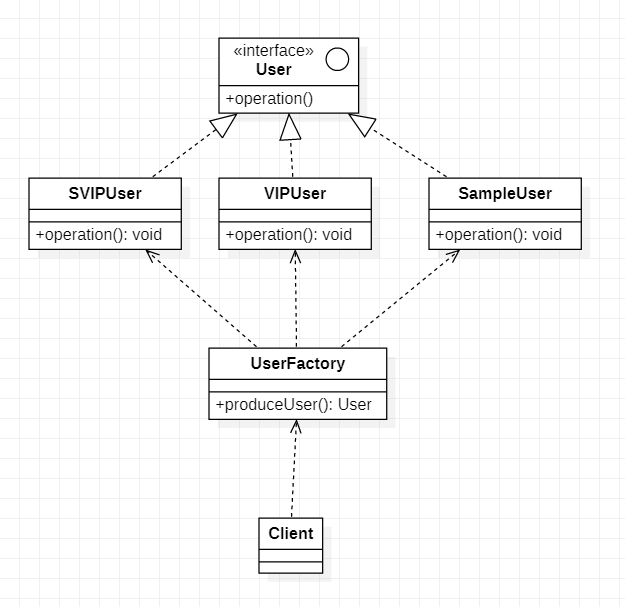 «interface»
User
+operation()
SVIPUser
+operation(): void
VIPUser
+operation(): void
SampleUser
+operation(): void
UserFactory
+produceUser(): User
Client